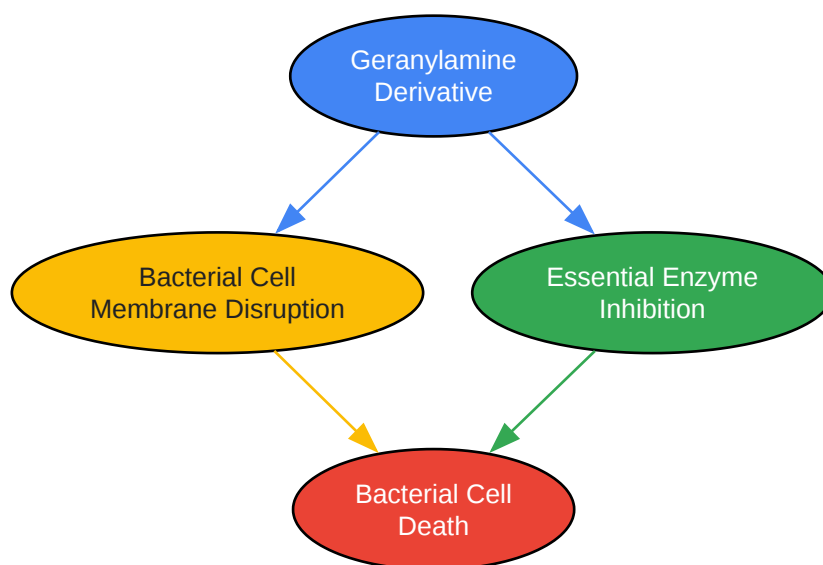 Geranylamine
Derivative
Bacterial Cell
Membrane Disruption
Essential Enzyme
Inhibition
Bacterial Cell
Death